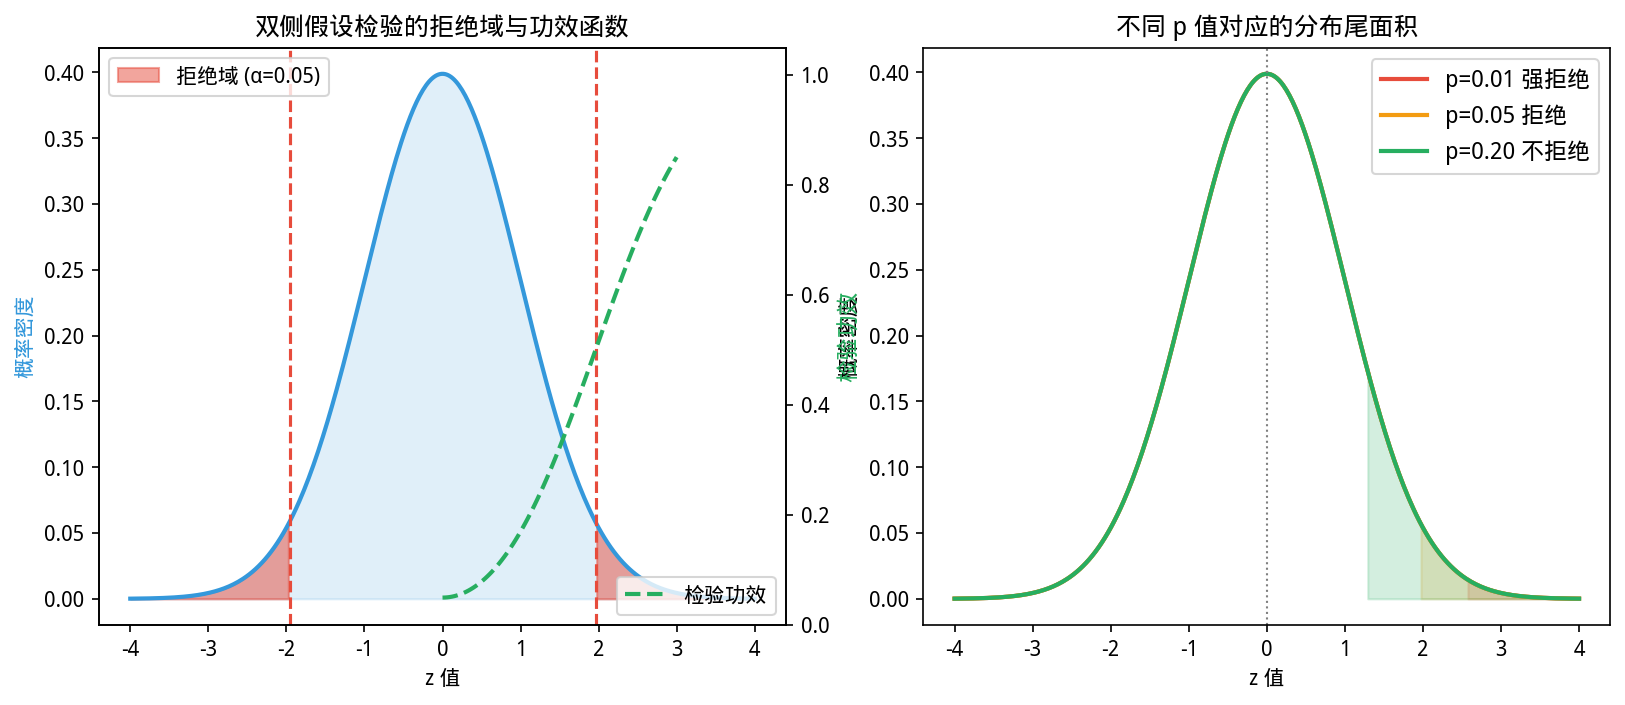 双侧假设检验的拒绝域与功效函数
拒绝域 (α=0.05)
概率密度
0.40
0.35
0.30
0.25
0.20
0.15
0.10
0.05
0.00
1.0
0.8
0.6
0.4
0.2
0.0
检验功效
-4 -3 -2 -1 0 1 2 3 4
z 值
不同 p 值对应的分布尾面积
p=0.01 强拒绝
p=0.05 拒绝
p=0.20 不拒绝
0.40
0.35
0.30
0.25
0.20
0.15
0.10
0.05
0.00
-4 -3 -2 -1 0 1 2 3 4
z 值